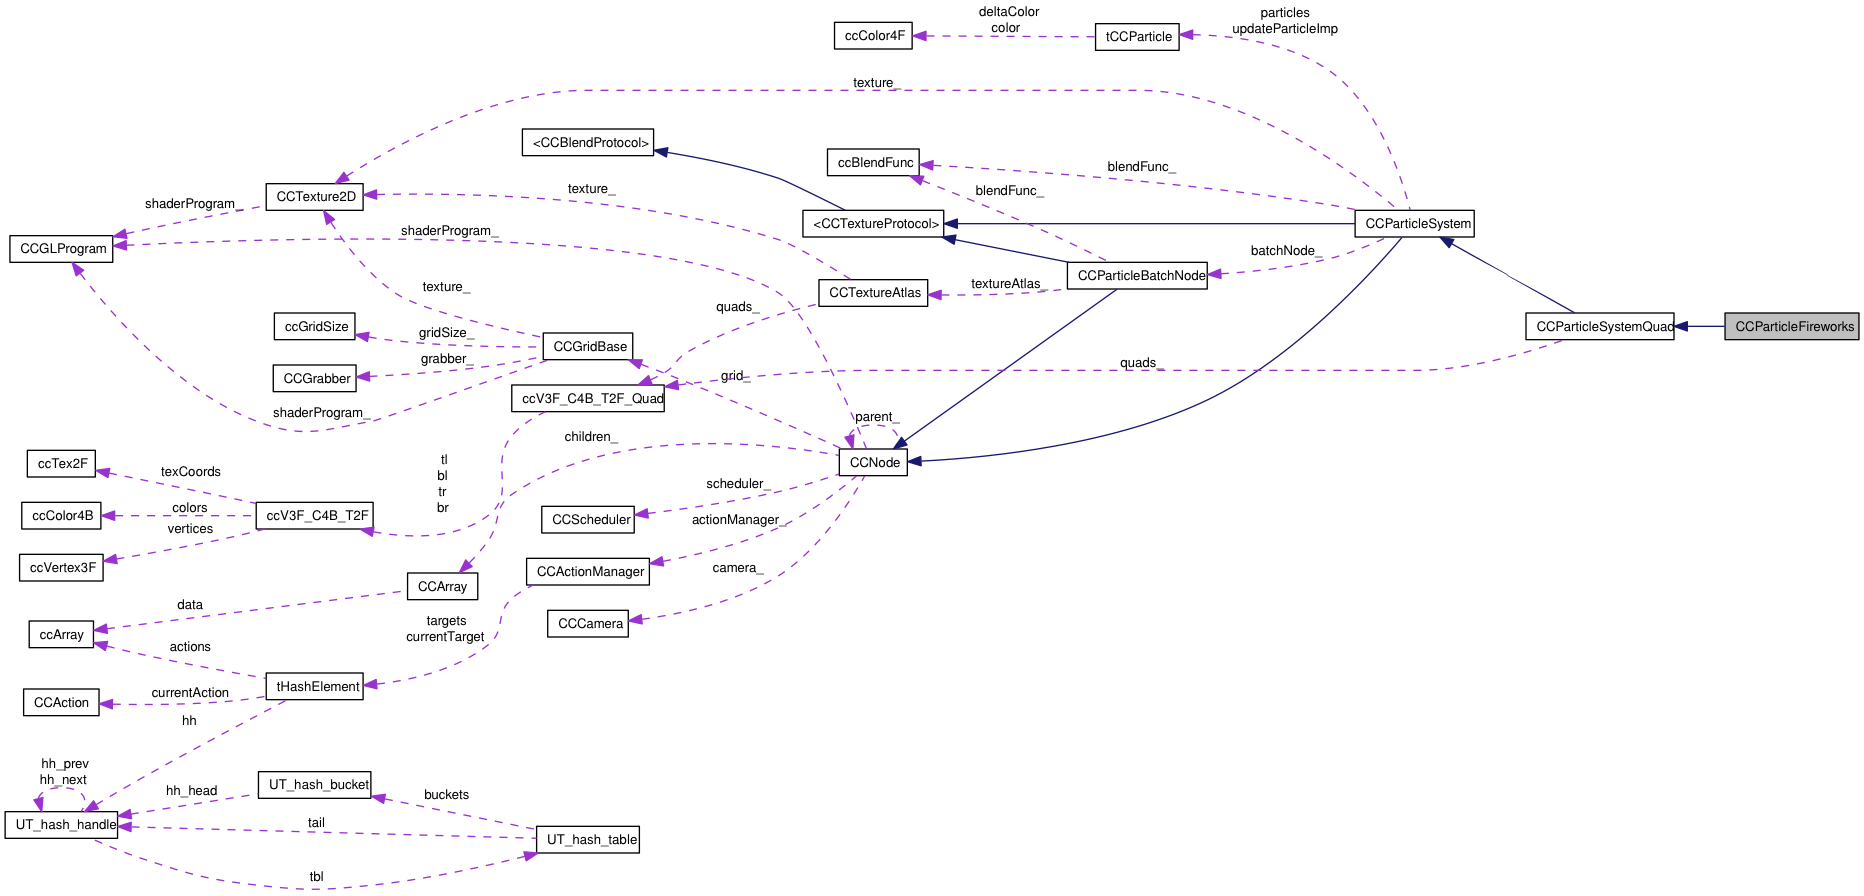 deltaColor
color
particles
updateParticleImp
ccColor4F
tCCParticle
texture_
<CCBlendProtocol>
ccBlendFunc
blendFunc_
CCTexture2D
texture_
blendFunc_
shaderProgram_
<CCTextureProtocol>
CCParticleSystem
CCGLProgram
shaderProgram_
batchNode_
CCParticleBatchNode
textureAtlas_
CCTextureAtlas
texture_
quads_
ccGridSize
gridSize_
CCGridBase
CCParticleSystemQuad
CCParticleFireworks
grabber_
CCGrabber
grid_
quads_
ccV3F_C4B_T2F_Quad
shaderProgram_
parent_
children_
ccTex2F
texCoords
tl
bl
tr
br
CCNode
scheduler_
ccColor4B
colors
ccV3F_C4B_T2F
CCScheduler
actionManager_
vertices
ccVertex3F
CCActionManager
camera_
CCArray
data
targets
currentTarget
CCCamera
ccArray
actions
tHashElement
currentAction
CCAction
hh
hh_prev
hh_next
hh_head
UT_hash_bucket
buckets
UT_hash_handle
tail
UT_hash_table
tbl